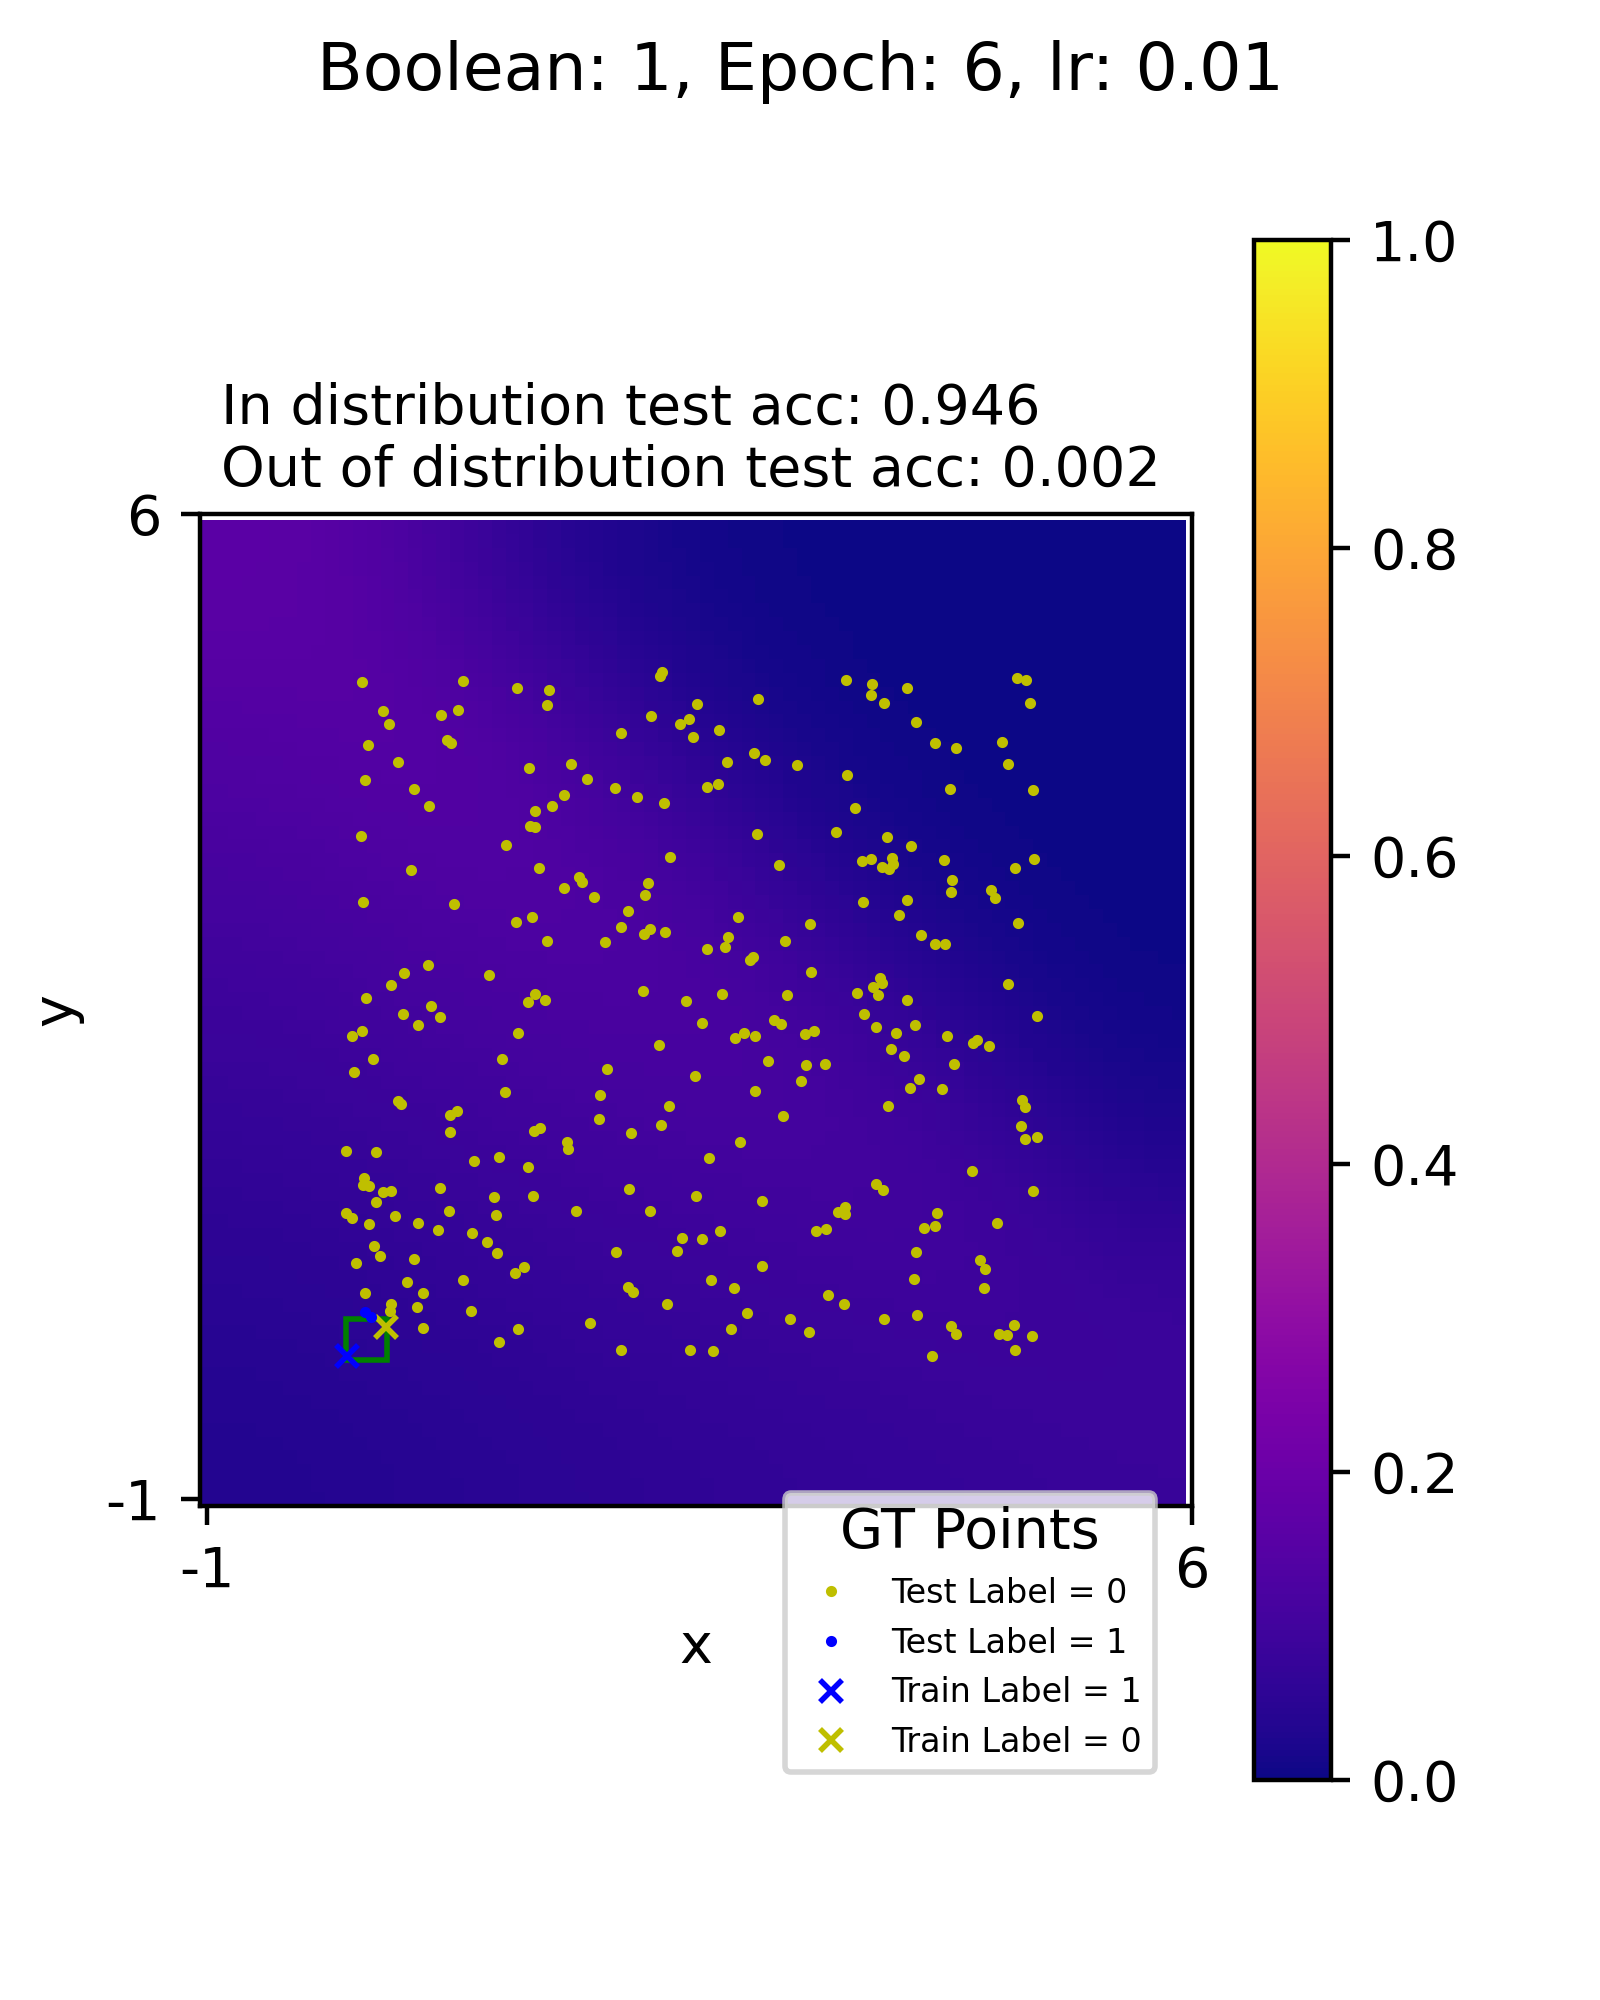 Boolean: 1, Epoch: 6, lr: 0.01
In distribution test acc: 0.946
Out of distribution test acc: 0.002
1.0
0.8
0.6
0.4
0.2
0.0
6
y
-1
-1
6
x
GT Points
Test Label = 0
Test Label = 1
Train Label = 1
Train Label = 0